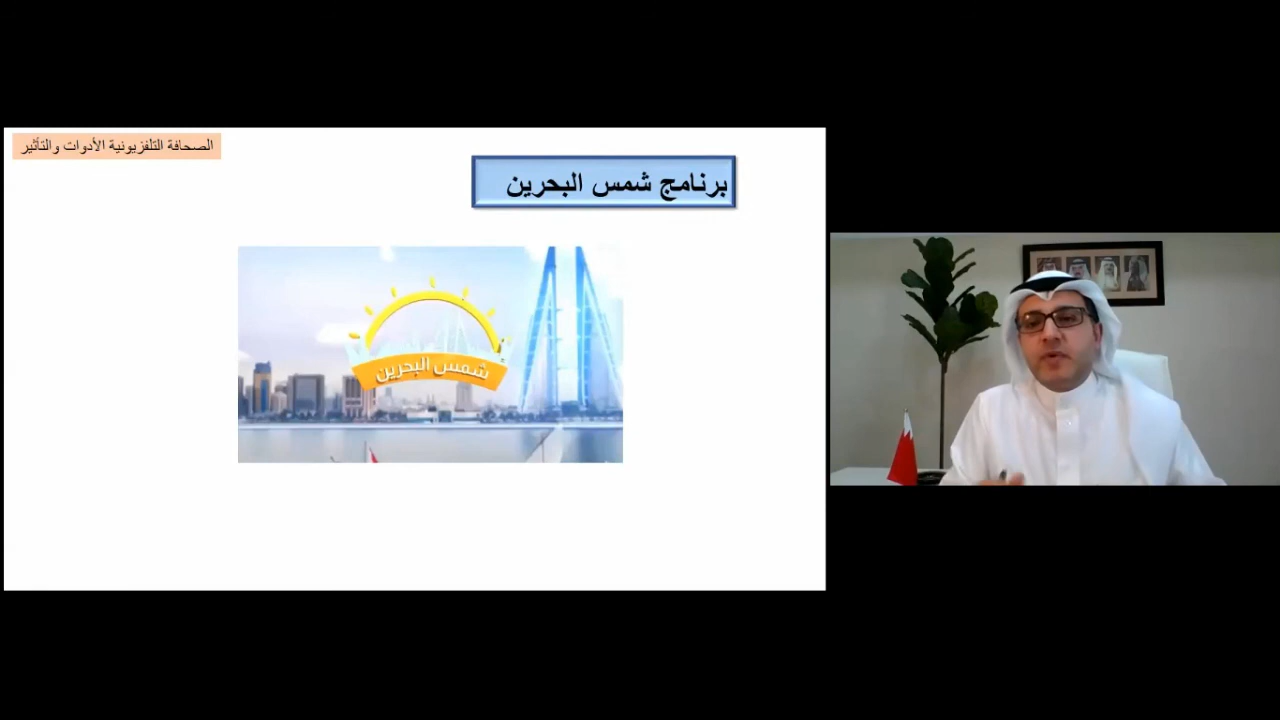 الصحافة التلفزيونية الأدوات والتأثير
برنامج شمس البحرين
شمس البحرين